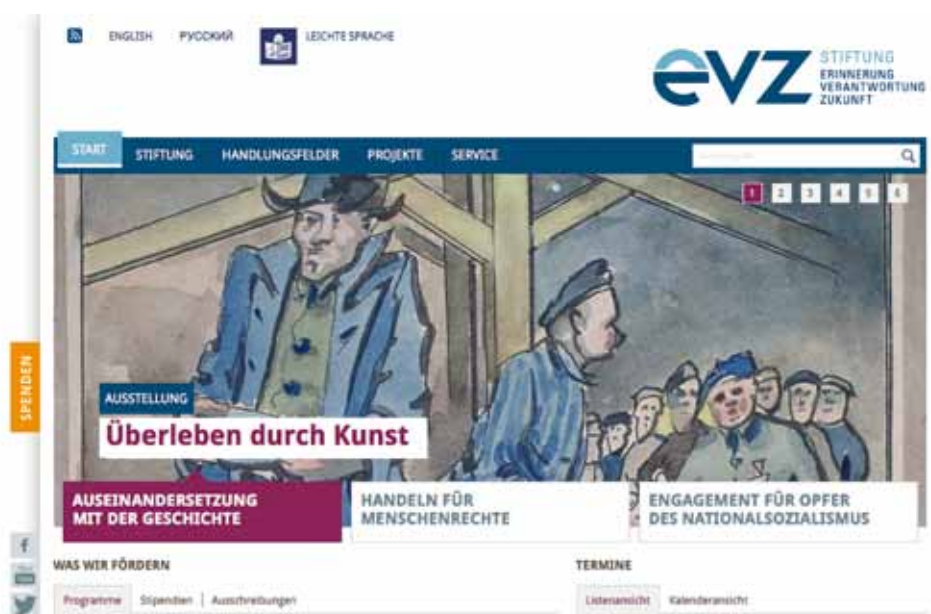 ENGLISH РУССКИЙ LEICHTE SPRACHE
evz STIFTUNG
ERINNERUNG
VERANTWORTUNG
ZUKUNFT
START STIFTUNG HANDLUNGSFELDER PROJEKTE SERVICE
1 2 3 4 5 6
SPENDEN
AUSSTELLUNG
Überleben durch Kunst
AUSEINANDERSETZUNG
MIT DER GESCHICHTE
HANDELN FÜR
MENSCHENRECHTE
ENGAGEMENT FÜR OPFER
DES NATIONALSOZIALISMUS
WAS WIR FÖRDERN
TERMINE
Programme Stipendien | Ausschreibungen
Listenansicht Kalenderansicht